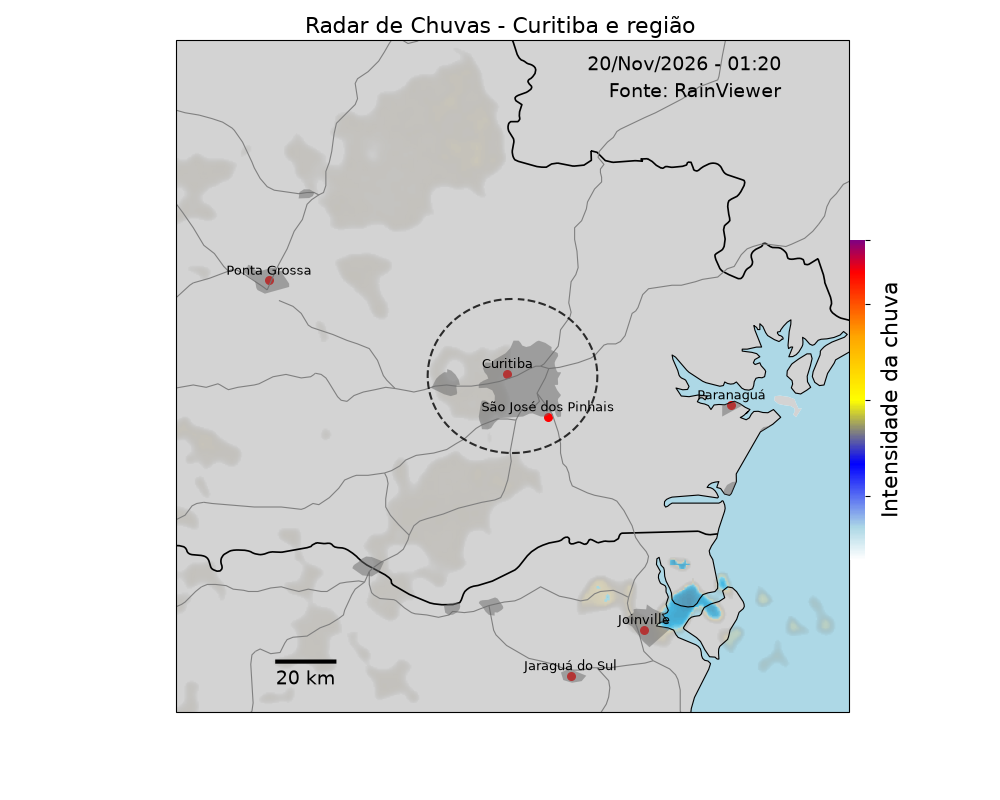 Radar de Chuvas - Curitiba e região
20/Nov/2026 - 01:20
Fonte: RainViewer
Ponta Grossa
Curitiba
Paranaguá
São José dos Pinhais
Intensidade da chuva
Joinville
Jaraguá do Sul
20 km